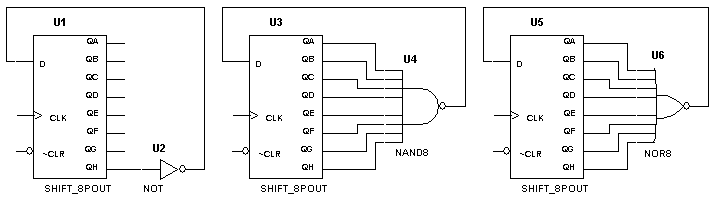 U1
QA
QB
QC
D
QD
QE
CLK
QF
QG
~CLR
QH
U2
SHIFT_8POUT
NOT
U3
QA
QB
QC
D
QD
QE
CLK
QF
QG
~CLR
QH
U4
NAND8
SHIFT_8POUT
U5
QA
QB
QC
D
QD
QE
CLK
QF
QG
~CLR
QH
U6
NOR8
SHIFT_8POUT